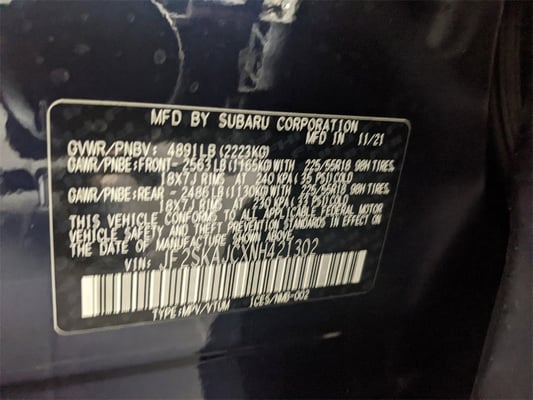 MFD BY SUBARU CORPORATION
MFD IN 11/21
GVWR/PNBV: 4891LB (2223KG)
GAWR/PNBE: FRONT- 2563LB (1165KG) WITH 225/55R18 98H TIRES
18X7J RIMS AT 240 KPA/ 35 PSI COLD
GAWR/PNBE: REAR - 2486LB (1130KG) WITH 225/55R18 98H TIRES
18X7J RIMS AT 230 KPA/ 33 PSI COLD
THIS VEHICLE CONFORMS TO ALL APPLICABLE FEDERAL MOTOR
VEHICLE SAFETY AND THEFT PREVENTION STANDARDS IN EFFECT ON
THE DATE OF MANUFACTURE SHOWN ABOVE.
VIN: JF2SKAJCXNH421302
TYPE:MPV/VTUM ICES/NMB-002